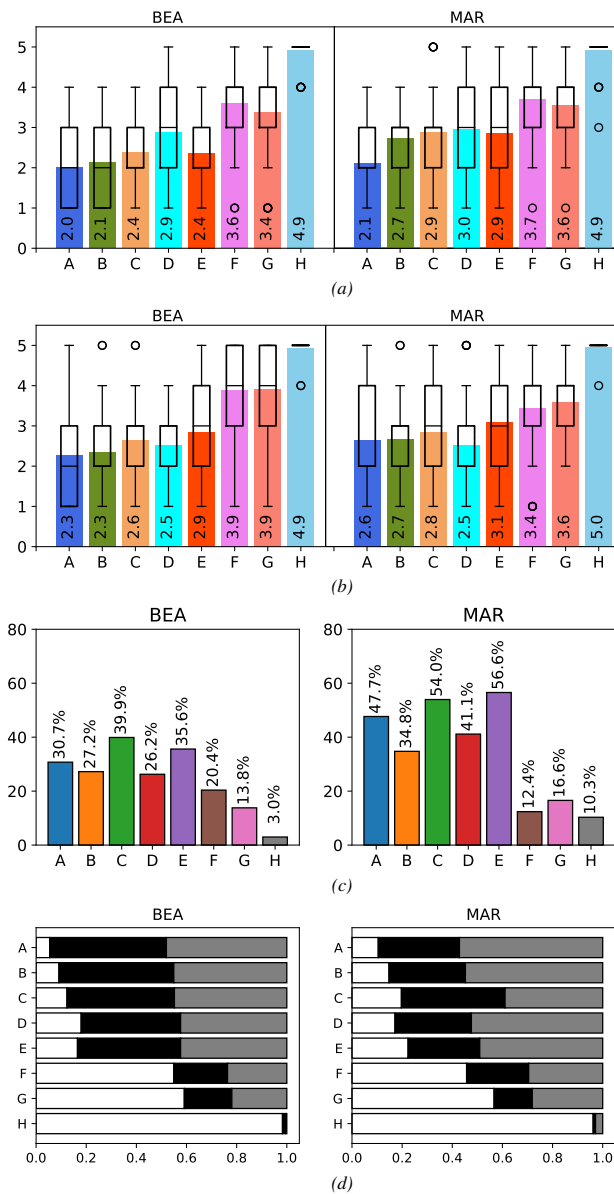 BEA MAR
5
4
3
2
1
0
2.0 2.1 2.4 2.9 2.4 3.6 3.4 4.9 2.1 2.7 2.9 3.0 2.9 3.7 3.6 4.9
A B C D E F G H A B C D E F G H
(a)
BEA MAR
5
4
3
2
1
0
2.3 2.3 2.6 2.5 2.9 3.9 3.9 4.9 2.6 2.7 2.8 2.5 3.1 3.4 3.6 5.0
A B C D E F G H A B C D E F G H
(b)
BEA MAR
80 80
60 60
40 40
20 20
0 0
30.7% 27.2% 39.9% 26.2% 35.6% 20.4% 13.8% 3.0% 47.7% 34.8% 54.0% 41.1% 56.6% 12.4% 16.6% 10.3%
A B C D E F G H A B C D E F G H
(c)
BEA MAR
A A
B B
C C
D D
E E
F F
G G
H H
0.0 0.2 0.4 0.6 0.8 1.0 0.0 0.2 0.4 0.6 0.8 1.0
(d)